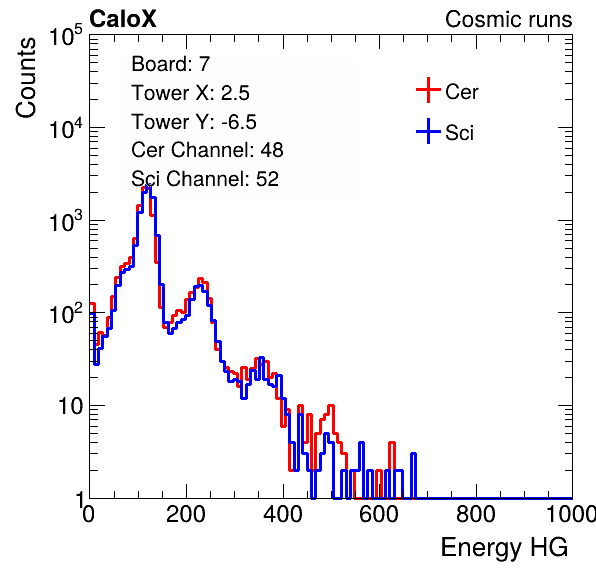 CaloX Cosmic runs
Counts
10^5
10^4
10^3
10^2
10
1
Board: 7
Tower X: 2.5
Tower Y: -6.5
Cer Channel: 48
Sci Channel: 52
Cer
Sci
0 200 400 600 800 1000
Energy HG